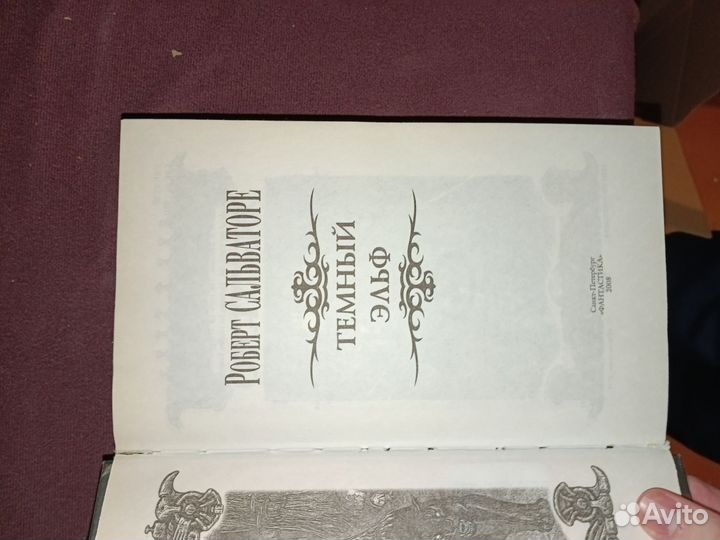 РОБЕРТ САЛЬВАТОРЕ
ТЕМНЫЙ
ЭЛЬФ
Санкт-Петербург
«ФАНТАСТИКА»
2008
Avito